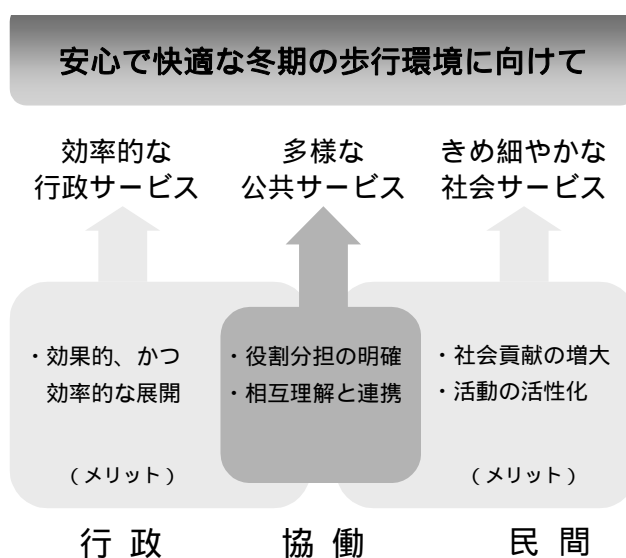 安心で快適な冬期の歩行環境に向けて
効率的な
行政サービス
多様な
公共サービス
きめ細やかな
社会サービス
・効果的、かつ
効率的な展開
(メリット)
・役割分担の明確
・相互理解と連携
・社会貢献の増大
・活動の活性化
(メリット)
行 政
協 働
民 間